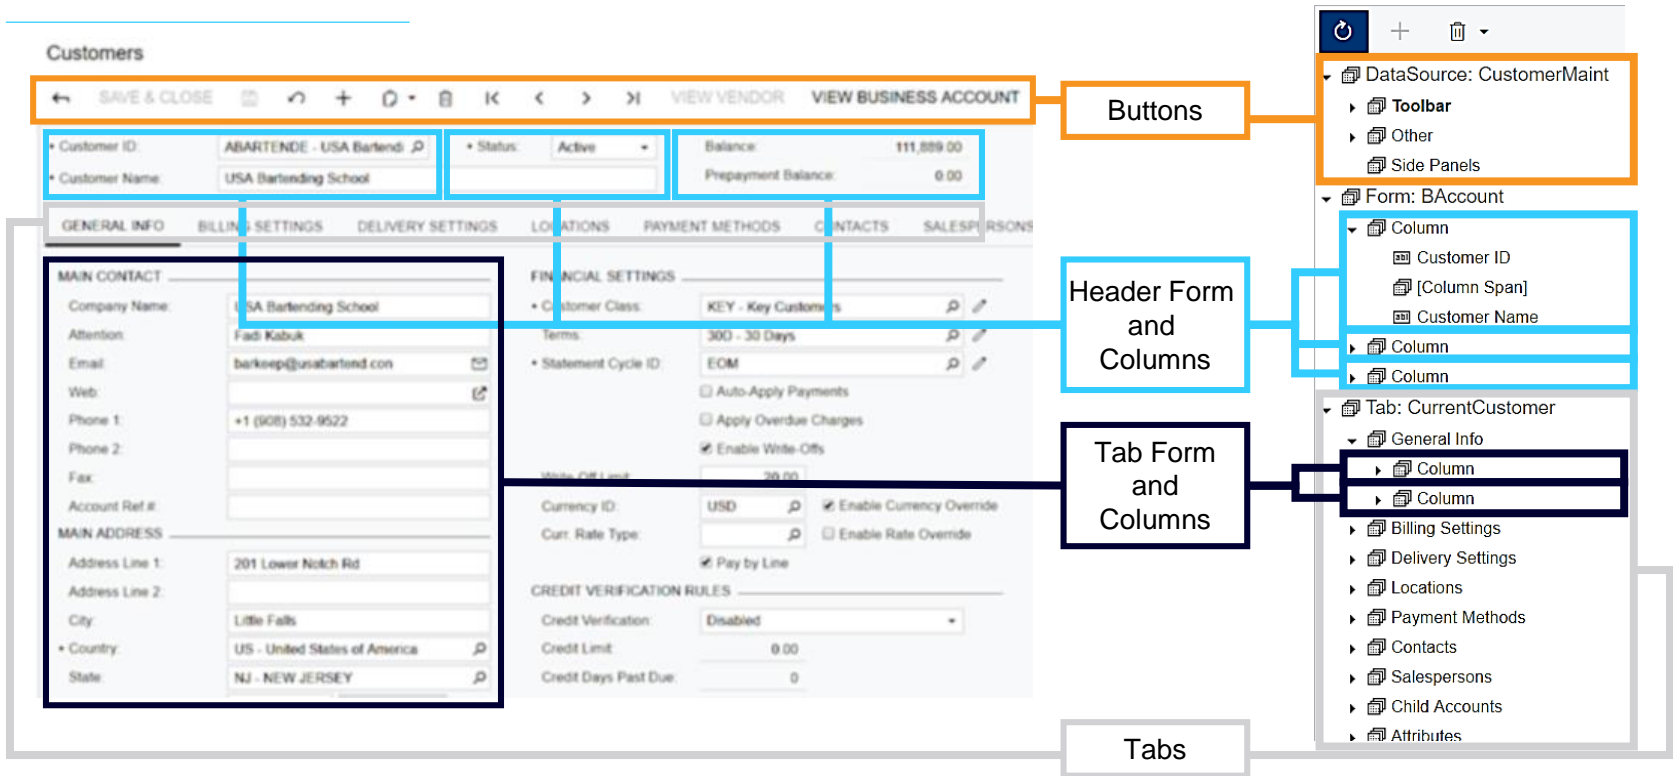 Customers
SAVE & CLOSE VIEW VENDOR VIEW BUSINESS ACCOUNT
• Customer ID: ABARTENDE - USA Bartendi • Status: Active Balance: 111,889.00
• Customer Name: USA Bartending School Prepayment Balance: 0.00
GENERAL INFO BILLING SETTINGS DELIVERY SETTINGS LOCATIONS PAYMENT METHODS CONTACTS SALESPERSONS
MAIN CONTACT
Company Name: USA Bartending School
Attention: Fadi Kabuk
Email: barkeep@usabartend.con
Web:
Phone 1: +1 (908) 532-9522
Phone 2:
Fax:
Account Ref #:
MAIN ADDRESS
Address Line 1: 201 Lower Notch Rd
Address Line 2:
City: Little Falls
• Country: US - United States of America
State: NJ - NEW JERSEY
FINANCIAL SETTINGS
• Customer Class: KEY - Key Customers
Terms: 30D - 30 Days
• Statement Cycle ID: EOM
Auto-Apply Payments
Apply Overdue Charges
Enable Write-Offs
Write-Off Limit: 20.00
Currency ID: USD Enable Currency Override
Curr. Rate Type: Enable Rate Override
Pay by Line
CREDIT VERIFICATION RULES
Credit Verification: Disabled
Credit Limit: 0.00
Credit Days Past Due: 0
Buttons
Header Form
and
Columns
Tab Form
and
Columns
Tabs
DataSource: CustomerMaint
Toolbar
Other
Side Panels
Form: BAccount
Column
Customer ID
[Column Span]
Customer Name
Column
Column
Tab: CurrentCustomer
General Info
Column
Column
Billing Settings
Delivery Settings
Locations
Payment Methods
Contacts
Salespersons
Child Accounts
Attributes